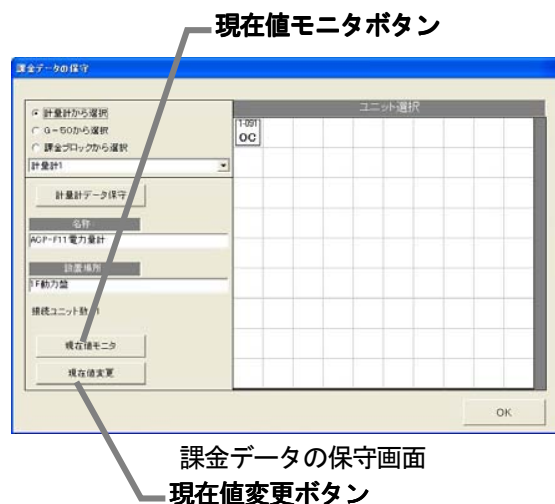 現在値モニタボタン
課金データの保守
計量計から選択
G-50から選択
課金ブロックから選択
計量計1
計量計データ保守
名称
AGP-F11電力量計
設置場所
1F動力盤
接続ユニット数 1
現在値モニタ
現在値変更
ユニット選択
1-091
OC
OK
課金データの保守画面
現在値変更ボタン